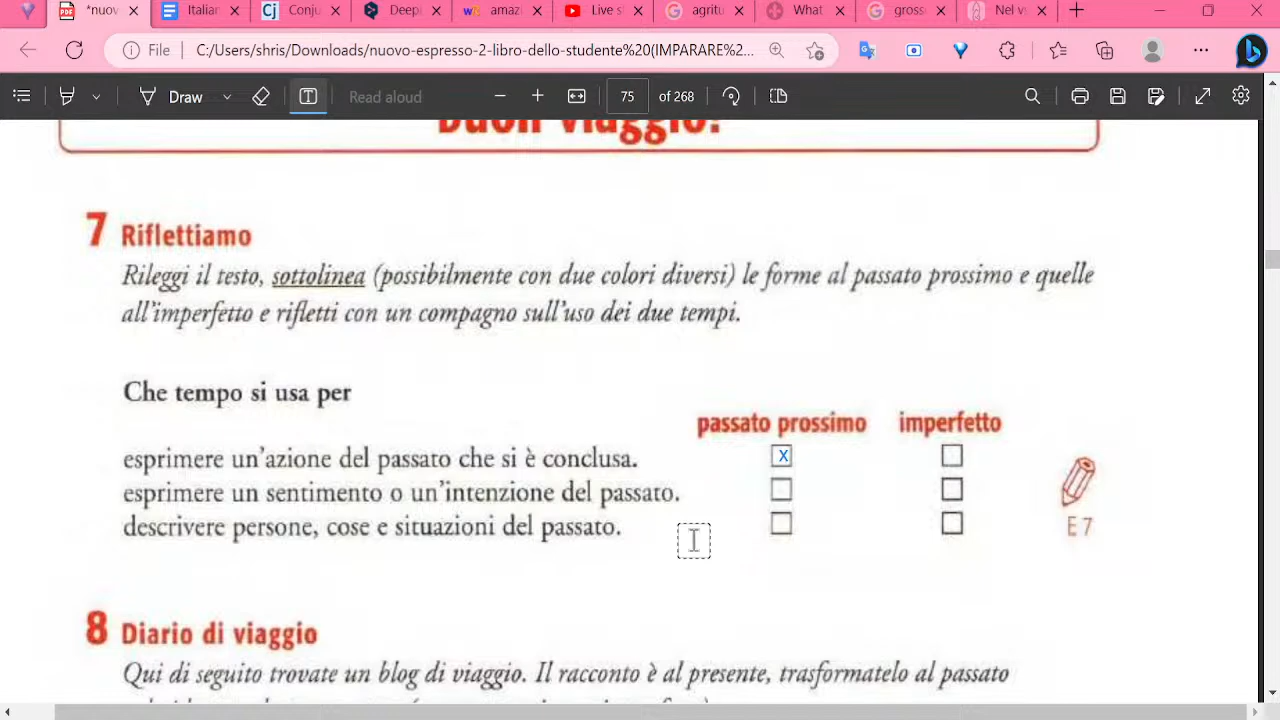 *nuov
Italiar
Conju
Deepl
amaz
Live s
agritu
What
gross
Nel v
File
C:/Users/shris/Downloads/nuovo-espresso-2-libro-dello-studente%20(IMPARARE%2...
Draw
Read aloud
75
of 268
Buon viaggio!
7 Riflettiamo
Rileggi il testo, sottolinea (possibilmente con due colori diversi) le forme al passato prossimo e quelle
all'imperfetto e rifletti con un compagno sull'uso dei due tempi.
Che tempo si usa per
passato prossimo imperfetto
esprimere un'azione del passato che si è conclusa. x
esprimere un sentimento o un'intenzione del passato.
descrivere persone, cose e situazioni del passato.
E 7
8 Diario di viaggio
Qui di seguito trovate un blog di viaggio. Il racconto è al presente, trasformatelo al passato